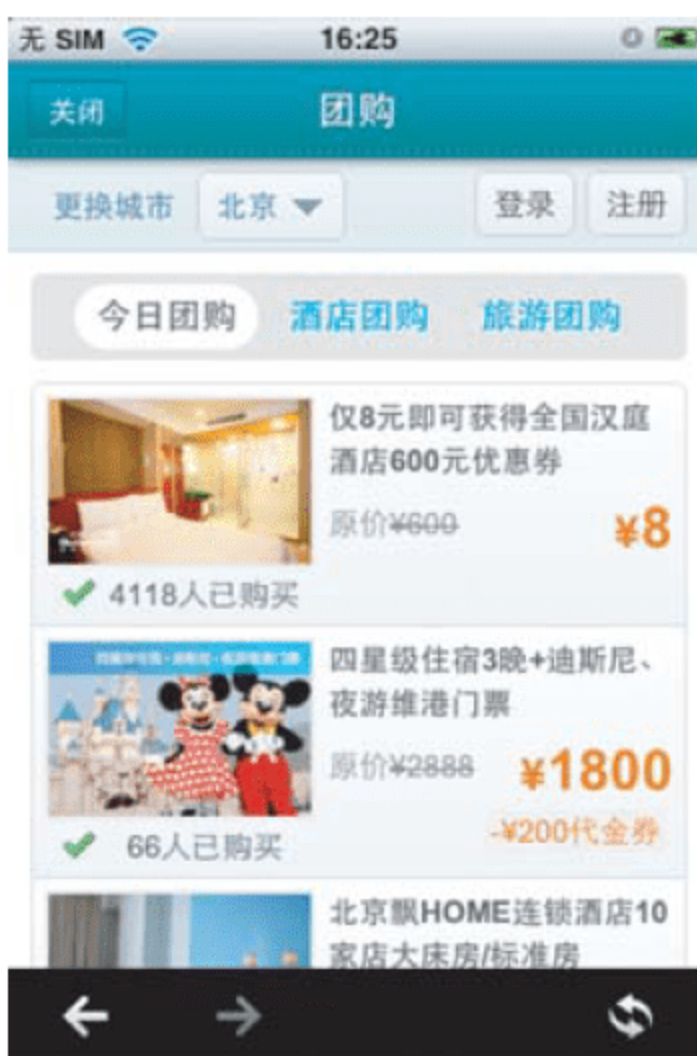 无 SIM
16:25
关闭
团购
更换城市
北京
登录
注册
今日团购
酒店团购
旅游团购
仅8元即可获得全国汉庭
酒店600元优惠券
原价¥600
¥8
4118人已购买
四星级住宿3晚+迪斯尼、
夜游维港门票
原价¥2888
¥1800
-¥200代金券
66人已购买
北京飘HOME连锁酒店10
家店大床房/标准房